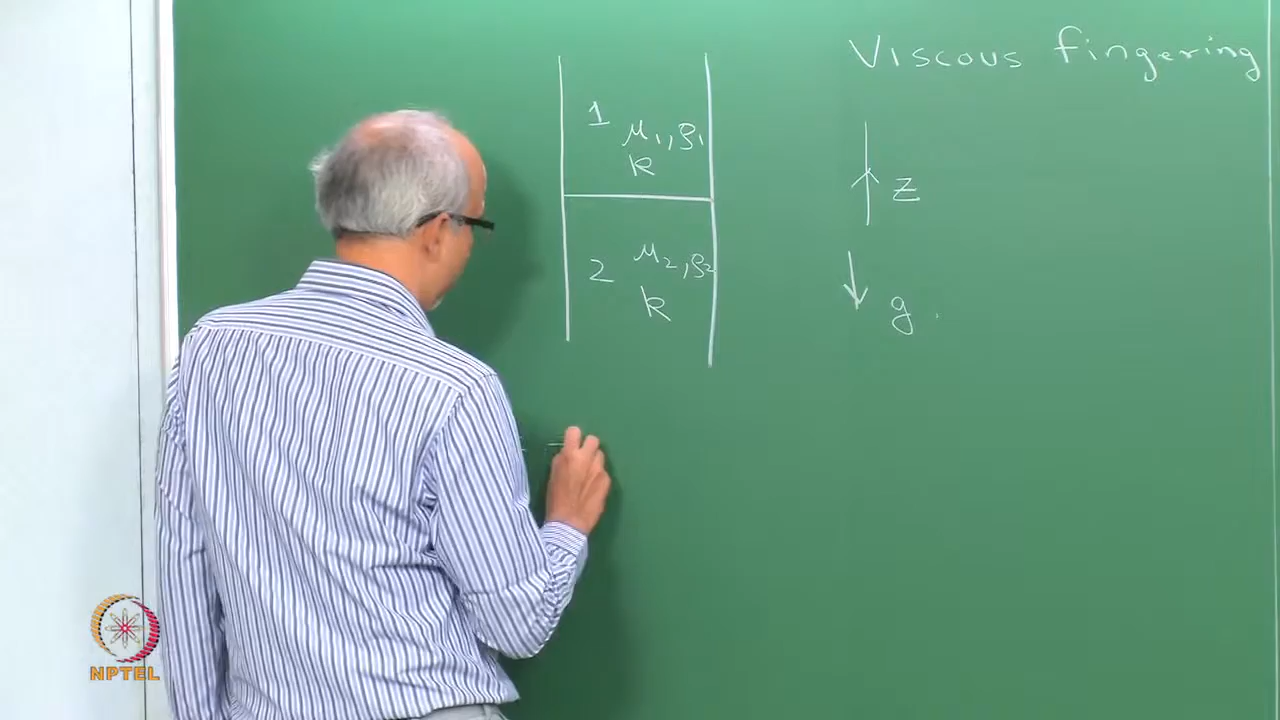 Viscous fingering
1 μ₁, ρ₁
k
z
2 μ₂, ρ₂
k
g
NPTEL